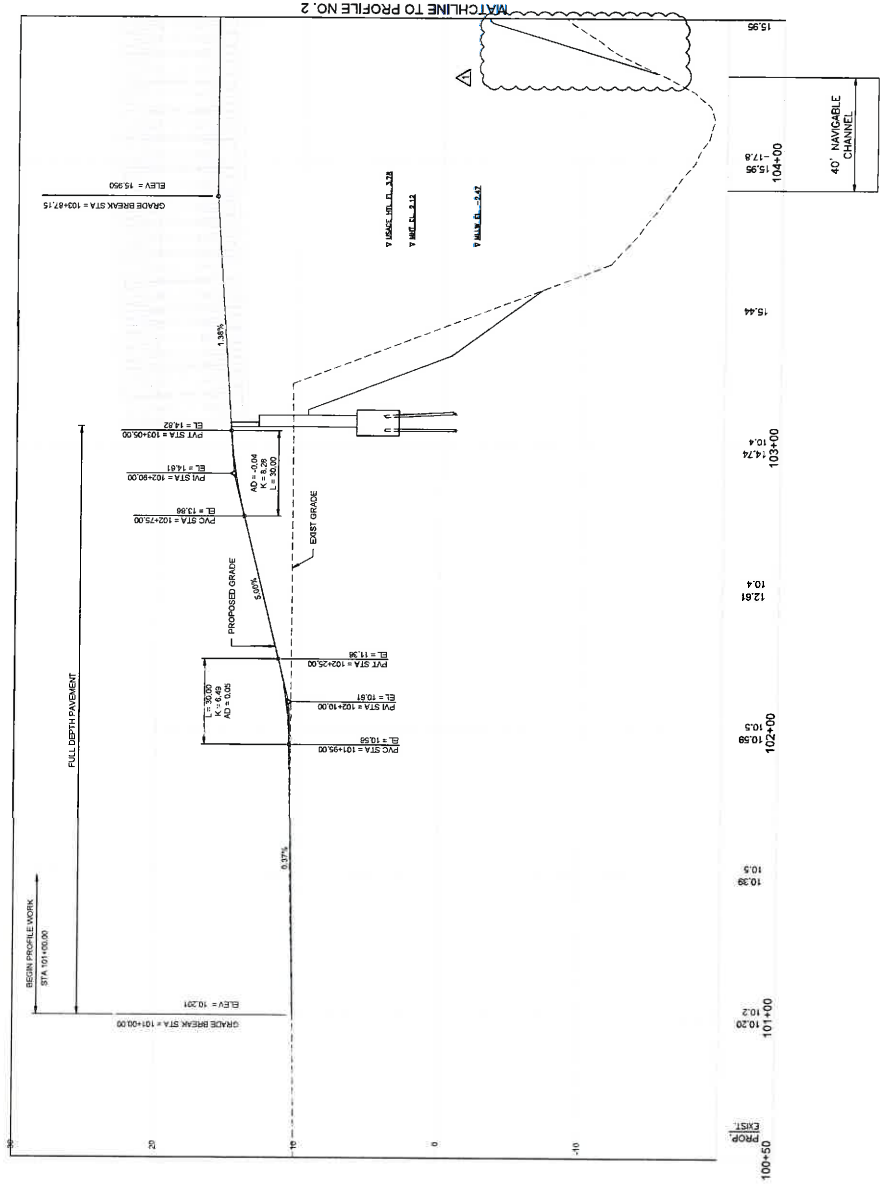 MATCHLINE TO PROFILE NO. 2
FULL DEPTH PAVEMENT
BEGIN PROFILE WORK
STA 101+00.00
GRADE BREAK STA = 101+00.00
ELEV = 10.201
0.37%
PVC STA = 101+95.00
EL = 10.56
PVI STA = 102+10.00
EL = 10.61
PVT STA = 102+25.00
EL = 11.36
L = 30.00
K = 6.49
AD = 0.05
PROPOSED GRADE
5.00%
EXIST GRADE
PVC STA = 102+75.00
EL = 13.86
PVI STA = 102+90.00
EL = 14.61
PVT STA = 103+05.00
EL = 14.82
AD = -0.04
K = 8.28
L = 30.00
1.38%
GRADE BREAK STA = 103+87.15
ELEV = 15.950
USACE HTL EL. 3.78
EL. 2.12
MLLW EL. -2.47
1
30
20
10
0
-10
PROP.
EXIST.
100+50
10.20
10.2
101+00
10.39
10.5
10.59
10.5
102+00
12.61
10.4
14.74
10.4
103+00
15.44
15.95
-17.8
104+00
15.95
40' NAVIGABLE
CHANNEL